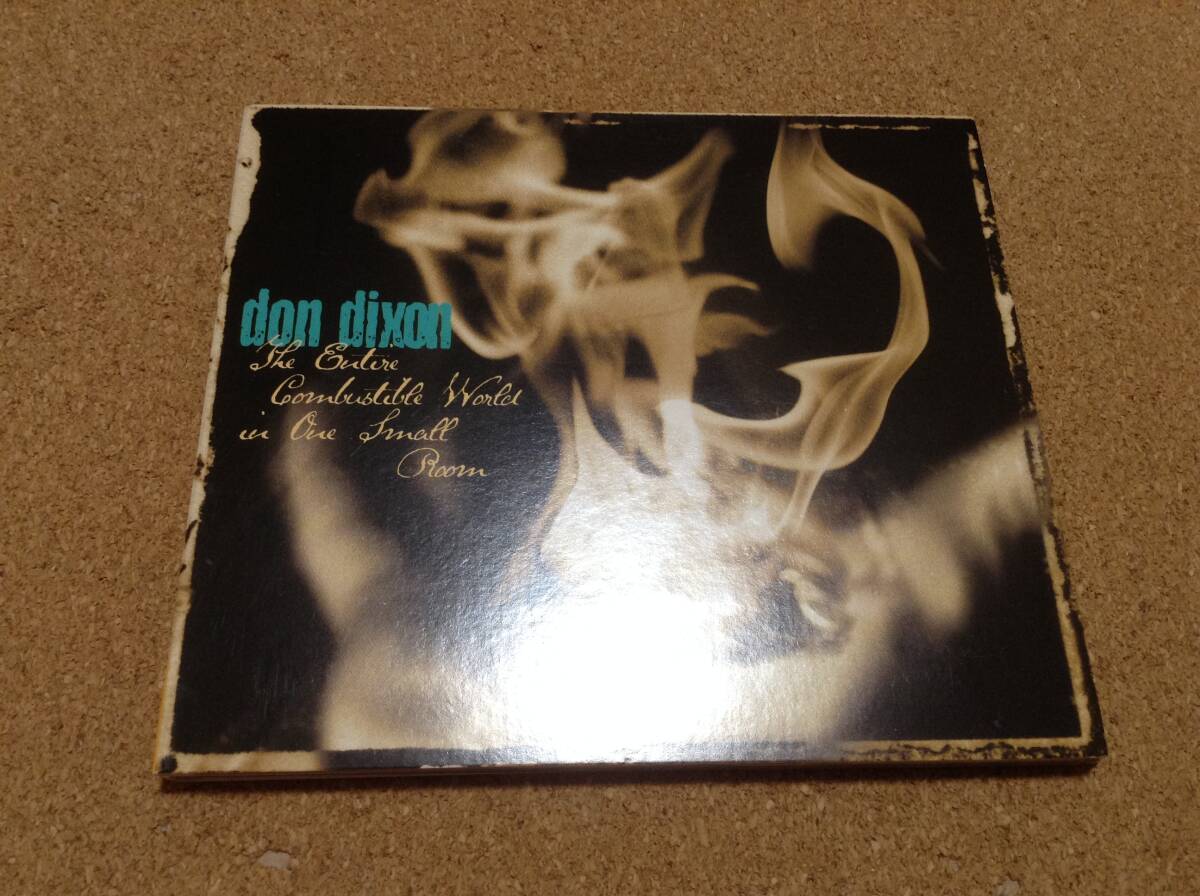 don dixon
The Entire
Combustible World
in One Small
Room